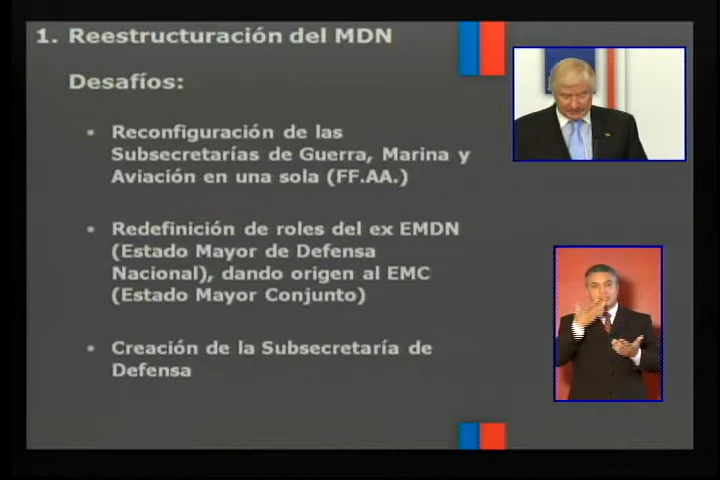 1. Reestructuración del MDN
Desafíos:
• Reconfiguración de las
Subsecretarías de Guerra, Marina y
Aviación en una sola (FF.AA.)
• Redefinición de roles del ex EMDN
(Estado Mayor de Defensa
Nacional), dando origen al EMC
(Estado Mayor Conjunto)
• Creación de la Subsecretaría de
Defensa